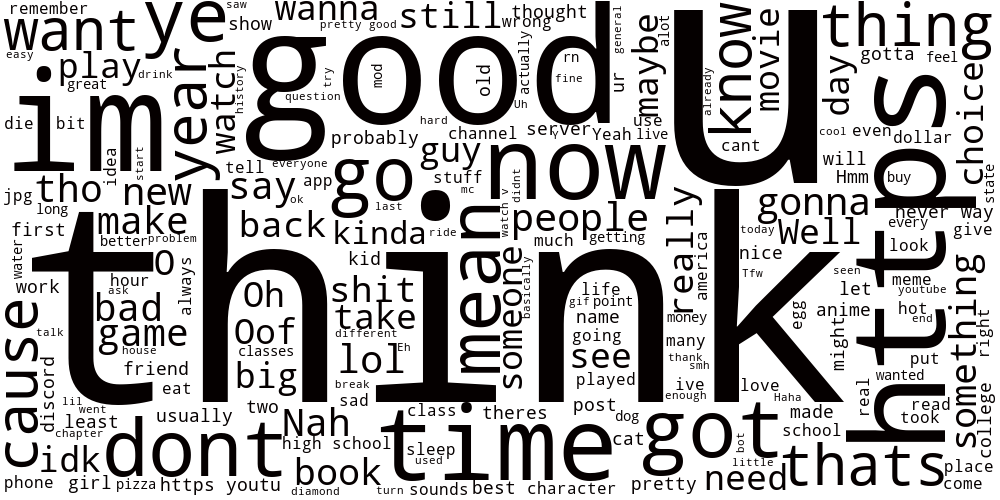 remember
wanna
saw
show
pretty good
still
wrong
thought
general
alot
thing
want
ye
good
u
easy
play
drink
great
year
watch
history
try
question
mod
old
actually
Uh
rn
fine
ur
maybe
already
know
movie
day
gotta
feel
choice
g
im
die
bit
idea
start
probably
hard
channel
server
y
Yeah
live
use
cant
cool
even
dollar
https
tell
everyone
app
guy
stuff
mc
go
now
will
Hmm
buy
state
jpg
tho
new
say
ok
last
didnt
watch v
long
first
make
better
problem
back
kinda
ride
people
much
getting
really
america
today
gonna
Well
nice
never
way
every
give
look
water
work
think
O
hour
ask
always
Oh
kid
shit
mean
someone
basically
life
gif
point
name
going
money
Tfw
egg
seen
let
anime
meme
youtube
hot
end
something
right
cause
talk
bad
game
house
friend
eat
Oof
classes
big
take
different
Eh
lol
break
sad
see
played
many
thank
smh
ive
enough
love
Haha
might
real
put
wanted
read
took
college
discord
lil
went
least
chapter
usually
two
Nah
high school
class
theres
post
dog
cat
got
bot
little
made
school
idk
dont
time
sleep
used
book
thats
place
come
phone
girl
pizza
https youtu
diamond
turn
sounds
best
character
pretty
need